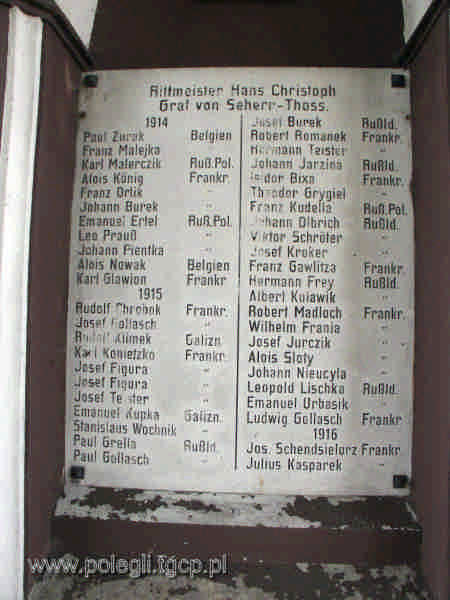 Rittmeister Hans Christoph
Graf von Seherr-Thoss.
1914
Paul Zurek Belgien
Franz Malejka "
Karl Materczik Ruß.Pol.
Alois König Frankr.
Franz Orlik "
Johann Burek "
Emanuel Ertel Ruß.Pol.
Leo Prauß "
Johann Pientka "
Alois Nowak Belgien
Karl Glawion Frankr
1915
Rudolf Chrobok Frankr.
Josef Gollasch "
Rudolf Klimek Galizn.
Karl Konietzko Frankr.
Josef Figura "
Josef Figura "
Josef Teister "
Emanuel Kupka Galizn.
Stanislaus Wochnik "
Paul Grella Rußld.
Paul Gollasch "
Josef Burek Rußld.
Robert Romanek Frankr.
Hermann Teister "
Johann Jarzina Rußld.
Isidor Bixa Frankr.
Theodor Grygiel "
Franz Kudella Ruß.Pol.
Johann Olbrich Rußld.
Viktor Schröter "
Josef Kroker "
Franz Gawlitza Frankr.
Hermann Frey Rußld.
Albert Kuiawik "
Robert Madloch Frankr.
Wilhelm Frania "
Josef Jurczik "
Alois Sloty "
Johann Nieucyla "
Leopold Lischka Rußld.
Emanuel Urbasik "
Ludwig Gollasch Frankr
" 1916
Jos. Schendsielorz Frankr.
Julius Kasparek "
www.polegli.tgcp.pl